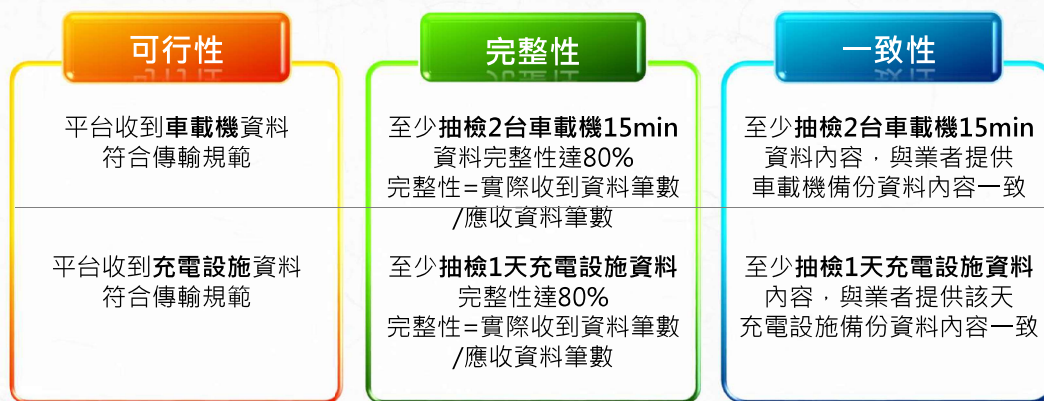 可行性
平台收到車載機資料
符合傳輸規範
平台收到充電設施資料
符合傳輸規範
完整性
至少抽檢2台車載機15min
資料完整性達80%
完整性=實際收到資料筆數
/應收資料筆數
至少抽檢1天充電設施資料
完整性達80%
完整性=實際收到資料筆數
/應收資料筆數
一致性
至少抽檢2台車載機15min
資料內容，與業者提供
車載機備份資料內容一致
至少抽檢1天充電設施資料
內容，與業者提供該天
充電設施備份資料內容一致